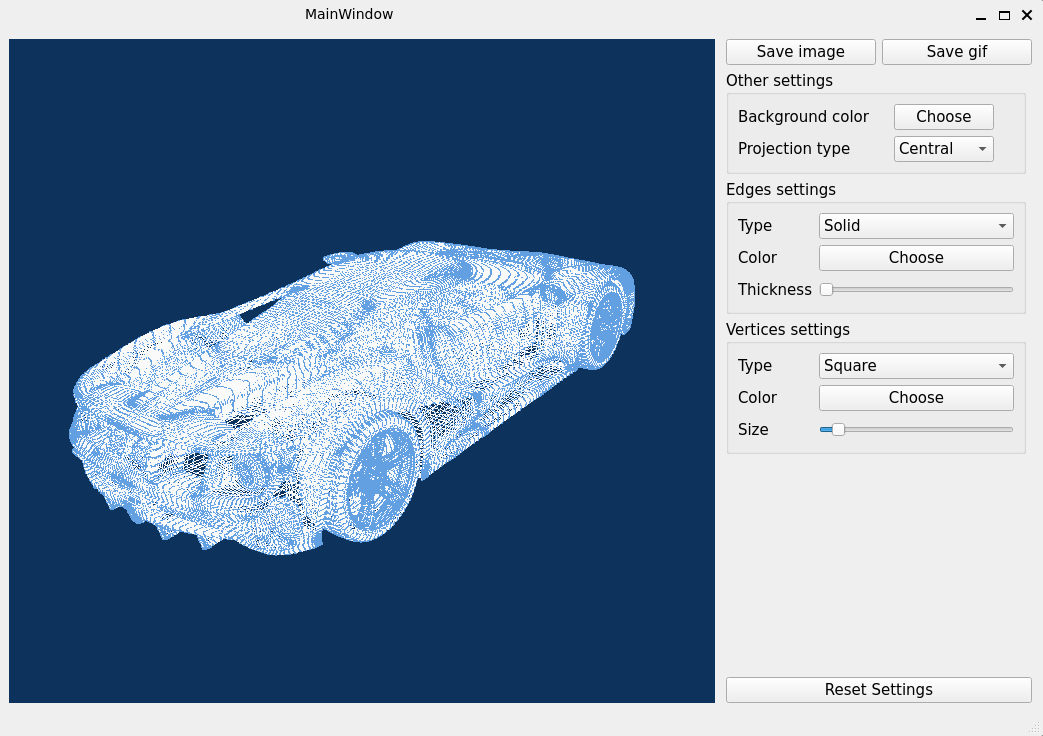 MainWindow
Save image Save gif
Other settings
Background color Choose
Projection type Central
Edges settings
Type Solid
Color Choose
Thickness
Vertices settings
Type Square
Color Choose
Size
Reset Settings